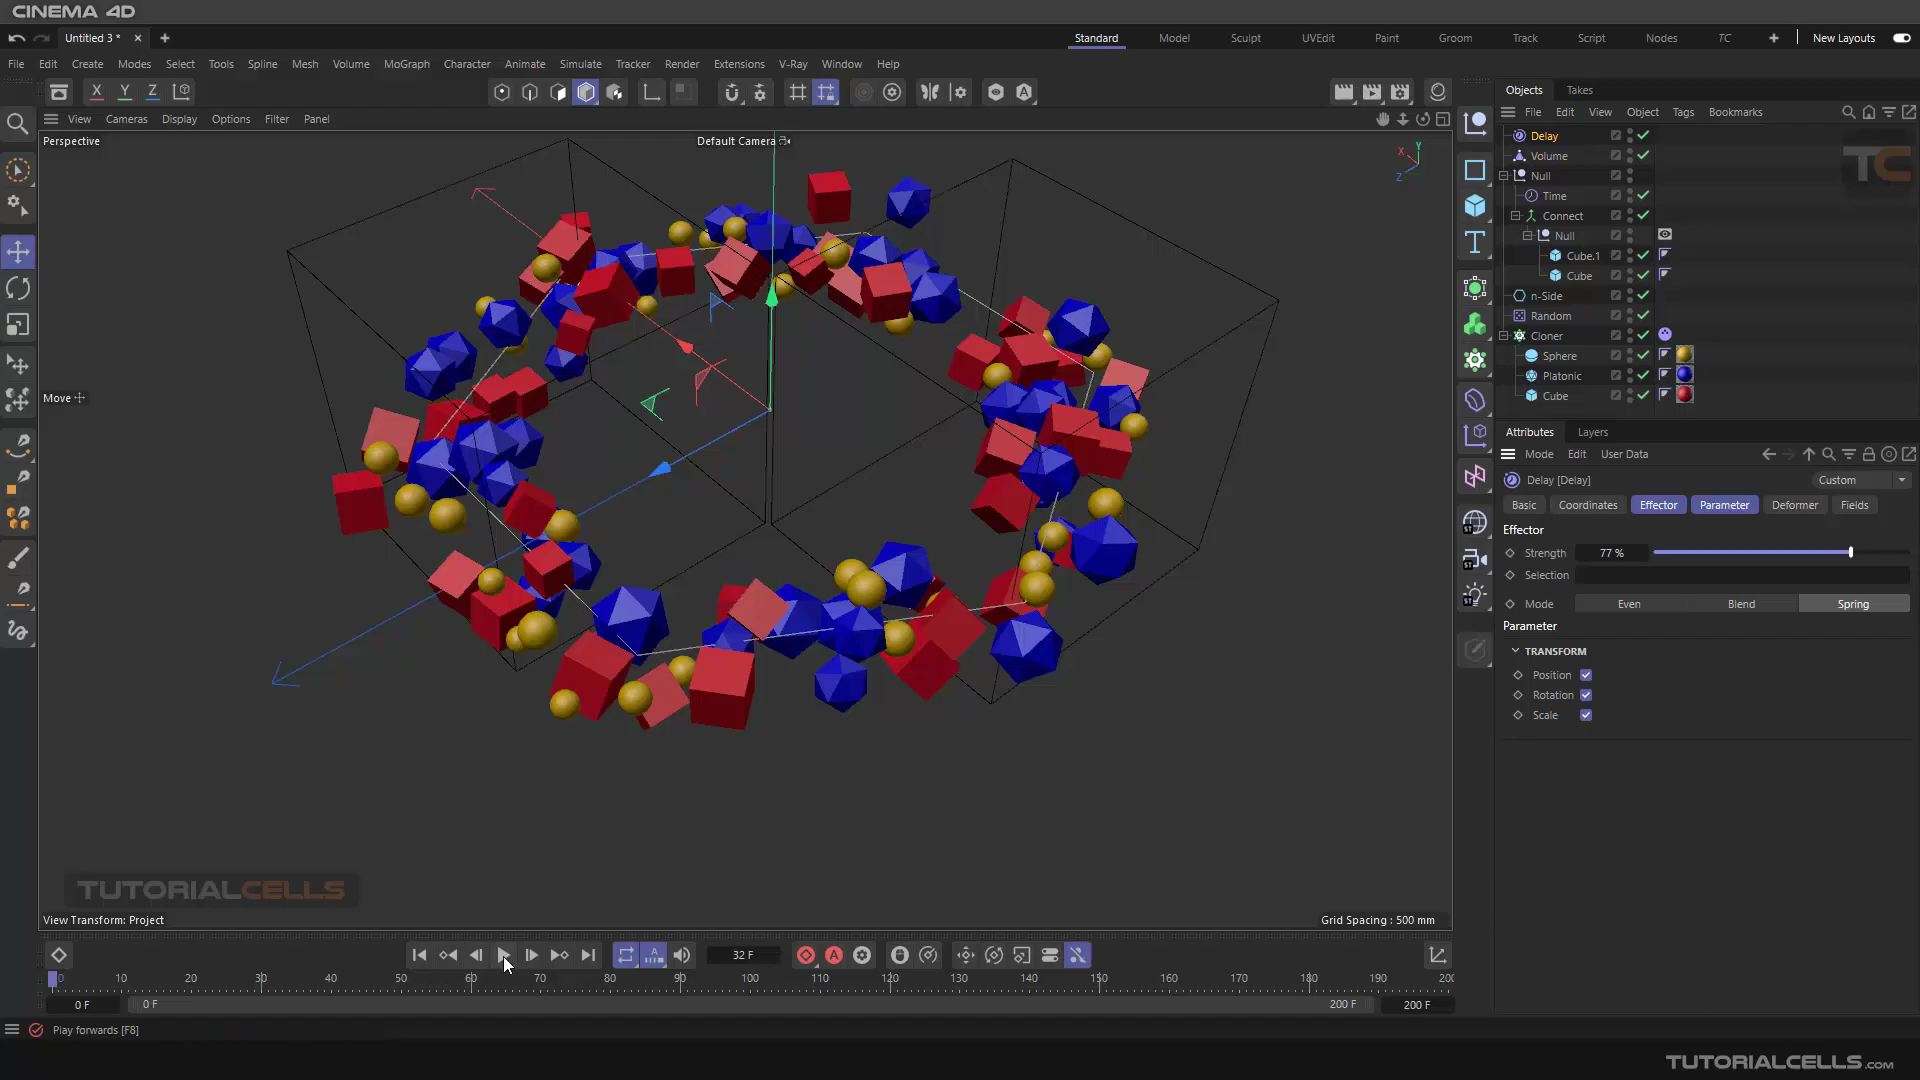 CINEMA 4D
Untitled 3 *
Standard
Model
Sculpt
UVEdit
Paint
Groom
Track
Script
Nodes
TC
New Layouts
File Edit Create Modes Select Tools Spline Mesh Volume MoGraph Character Animate Simulate Tracker Render Extensions V-Ray Window Help
X Y Z
View Cameras Display Options Filter Panel
Perspective
Default Camera
X Y Z
Move
TUTORIALCELLS
View Transform: Project
Grid Spacing : 500 mm
Objects Takes
File Edit View Object Tags Bookmarks
Delay
Volume
Null
Time
Connect
Null
Cube.1
Cube
n-Side
Random
Cloner
Sphere
Platonic
Cube
TC
Attributes Layers
Mode Edit User Data
Delay [Delay]
Custom
Basic Coordinates Effector Parameter Deformer Fields
Effector
Strength 77 %
Selection
Mode Even Blend Spring
Parameter
TRANSFORM
Position
Rotation
Scale
32 F
0 10 20 30 40 50 60 70 80 90 100 110 120 130 140 150 160 170 180 190 200
0 F 0 F 200 F 200 F
Play forwards [F8]
TUTORIALCELLS.COM